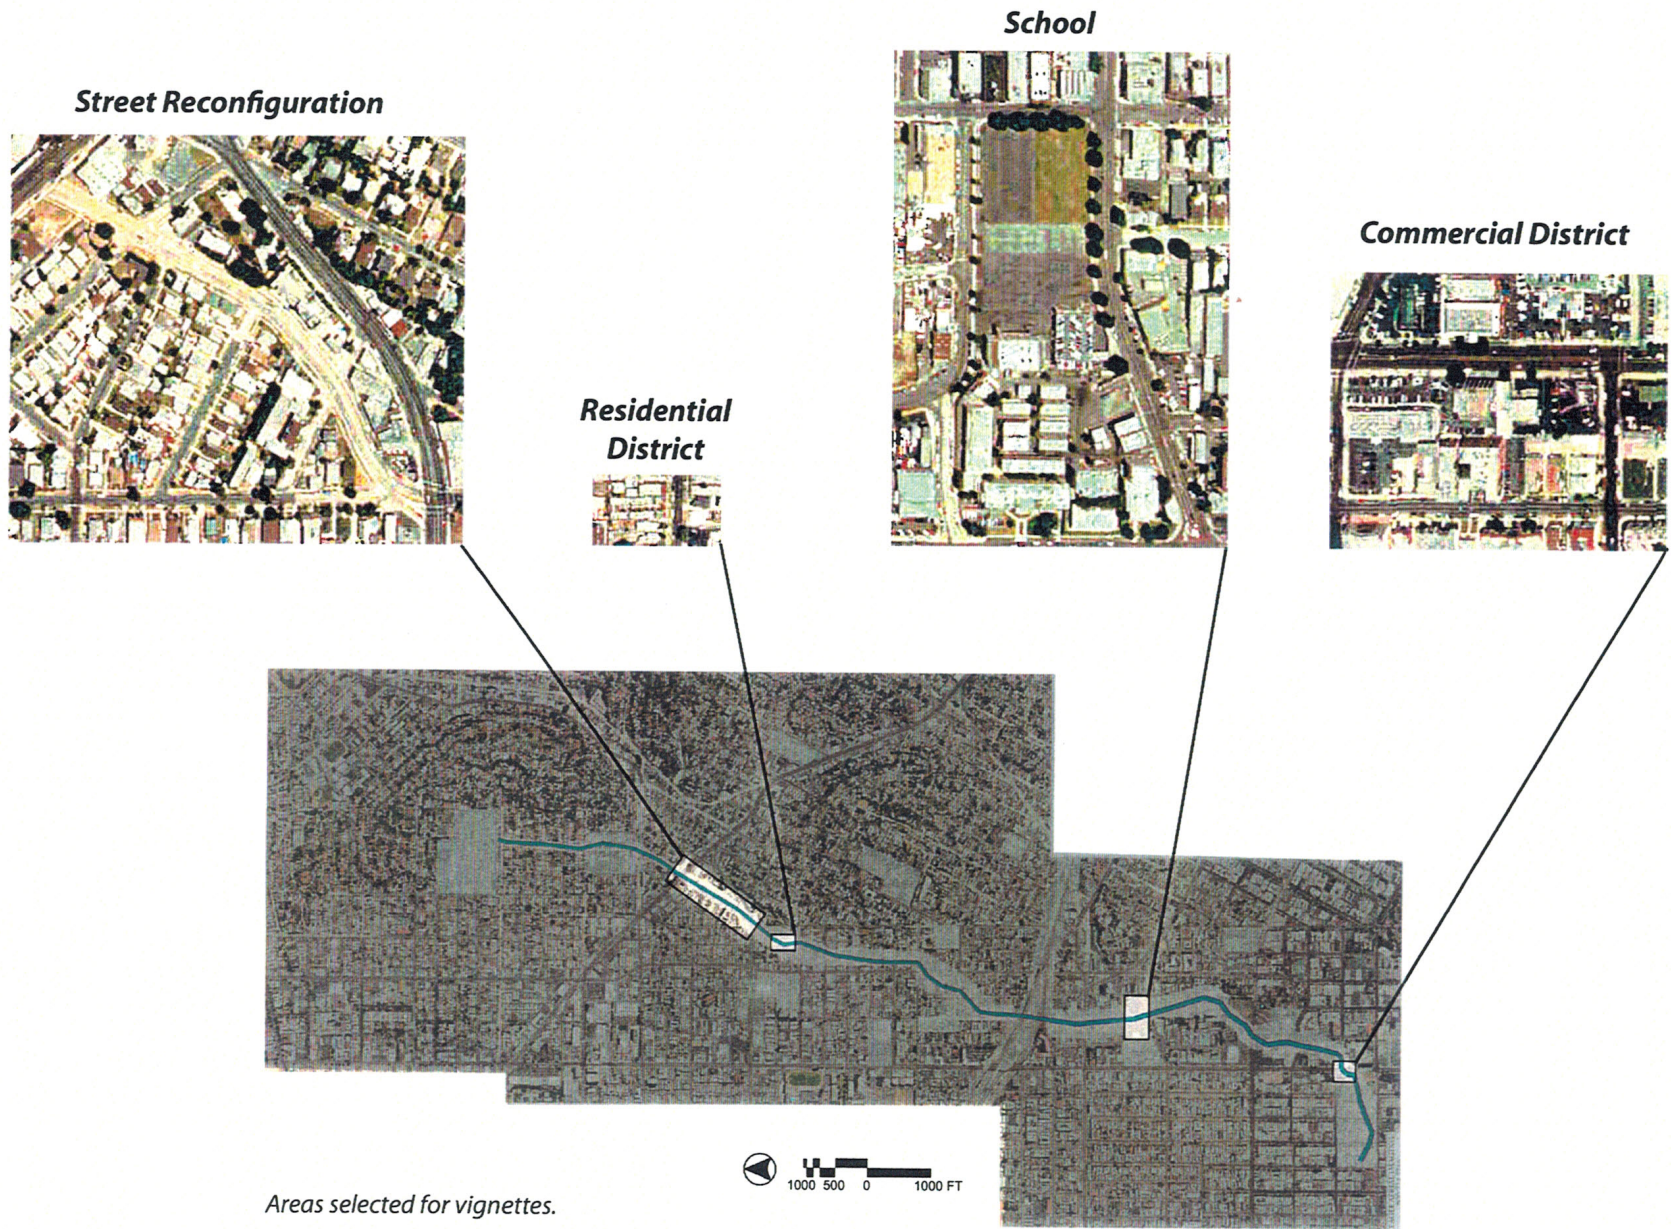 School
Street Reconfiguration
Commercial District
Residential
District
1000 500 0 1000 FT
Areas selected for vignettes.